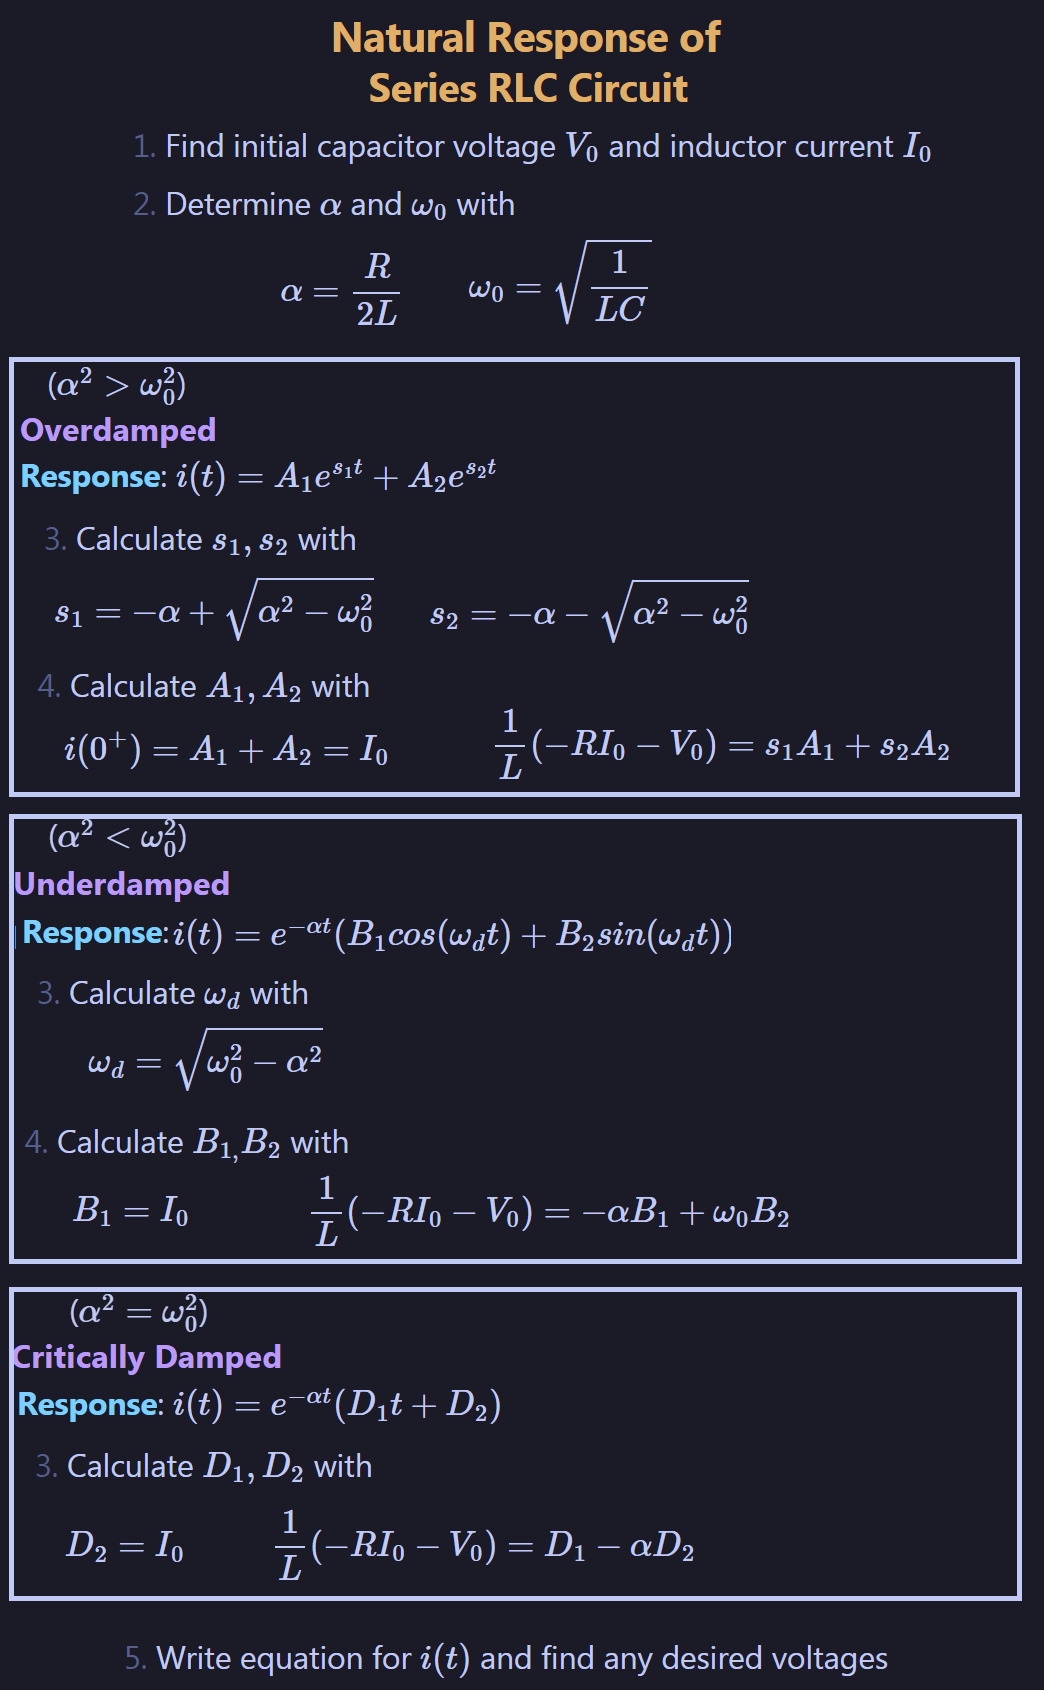 Natural Response of
Series RLC Circuit
1. Find initial capacitor voltage V₀ and inductor current I₀
2. Determine α and ω₀ with
α = R/2L    ω₀ = √(1/LC)
(α² > ω₀²)
Overdamped
Response: i(t) = A₁e^(s₁t) + A₂e^(s₂t)
3. Calculate s₁, s₂ with
s₁ = −α + √(α² − ω₀²)    s₂ = −α − √(α² − ω₀²)
4. Calculate A₁, A₂ with
i(0⁺) = A₁ + A₂ = I₀    1/L(−RI₀ − V₀) = s₁A₁ + s₂A₂
(α² < ω₀²)
Underdamped
Response: i(t) = e^(−αt)(B₁cos(ω_d t) + B₂sin(ω_d t))
3. Calculate ω_d with
ω_d = √(ω₀² − α²)
4. Calculate B₁,B₂ with
B₁ = I₀    1/L(−RI₀ − V₀) = −αB₁ + ω₀B₂
(α² = ω₀²)
Critically Damped
Response: i(t) = e^(−αt)(D₁t + D₂)
3. Calculate D₁, D₂ with
D₂ = I₀    1/L(−RI₀ − V₀) = D₁ − αD₂
5. Write equation for i(t) and find any desired voltages